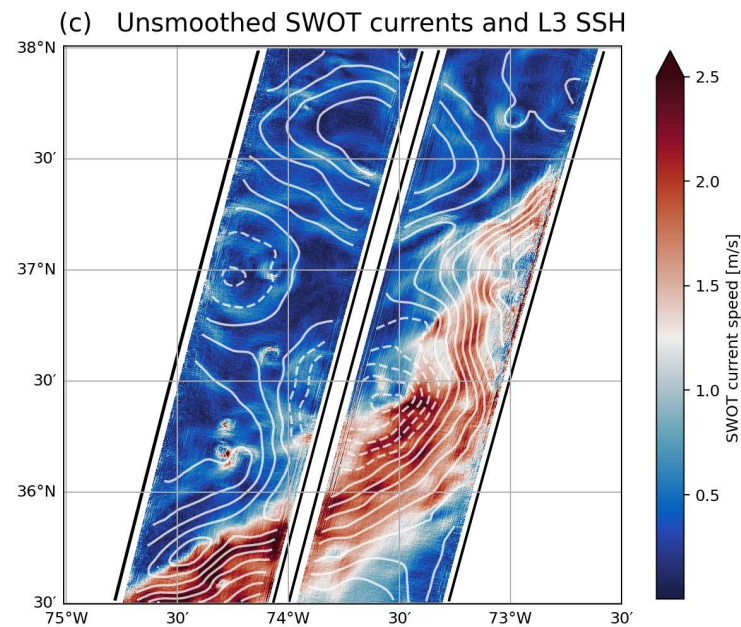 (c) Unsmoothed SWOT currents and L3 SSH
38°N
30′
37°N
30′
36°N
30′
75°W 30′ 74°W 30′ 73°W 30′
2.5
2.0
1.5
1.0
0.5
SWOT current speed [m/s]